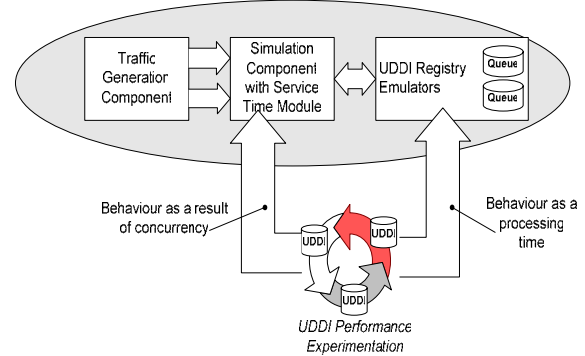 Traffic
Generation
Component
Simulation
Component
with Service
Time Module
UDDI Registry
Emulators
Queue
Queue
Behaviour as a result
of concurrency
Behaviour as a
processing
time
UDDI
UDDI
UDDI
UDDI Performance
Experimentation